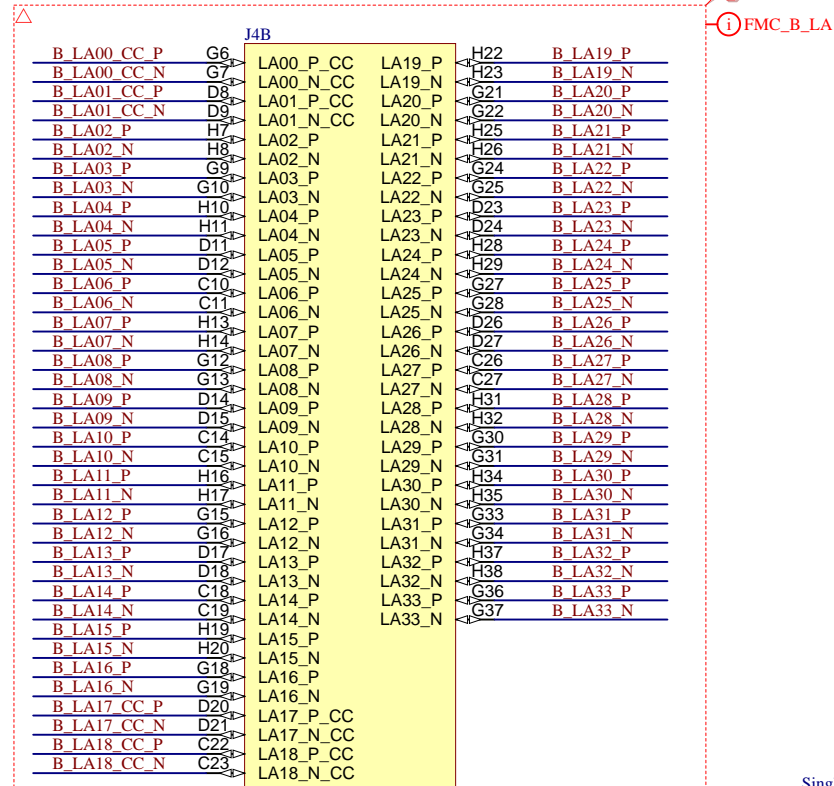 FMC_B_LA
J4B
B_LA00_CC_P G6 LA00_P_CC LA19_P H22 B_LA19_P
B_LA00_CC_N G7 LA00_N_CC LA19_N H23 B_LA19_N
B_LA01_CC_P D8 LA01_P_CC LA20_P G21 B_LA20_P
B_LA01_CC_N D9 LA01_N_CC LA20_N G22 B_LA20_N
B_LA02_P H7 LA02_P LA21_P H25 B_LA21_P
B_LA02_N H8 LA02_N LA21_N H26 B_LA21_N
B_LA03_P G9 LA03_P LA22_P G24 B_LA22_P
B_LA03_N G10 LA03_N LA22_N G25 B_LA22_N
B_LA04_P H10 LA04_P LA23_P D23 B_LA23_P
B_LA04_N H11 LA04_N LA23_N D24 B_LA23_N
B_LA05_P D11 LA05_P LA24_P H28 B_LA24_P
B_LA05_N D12 LA05_N LA24_N H29 B_LA24_N
B_LA06_P C10 LA06_P LA25_P G27 B_LA25_P
B_LA06_N C11 LA06_N LA25_N G28 B_LA25_N
B_LA07_P H13 LA07_P LA26_P D26 B_LA26_P
B_LA07_N H14 LA07_N LA26_N D27 B_LA26_N
B_LA08_P G12 LA08_P LA27_P C26 B_LA27_P
B_LA08_N G13 LA08_N LA27_N C27 B_LA27_N
B_LA09_P D14 LA09_P LA28_P H31 B_LA28_P
B_LA09_N D15 LA09_N LA28_N H32 B_LA28_N
B_LA10_P C14 LA10_P LA29_P G30 B_LA29_P
B_LA10_N C15 LA10_N LA29_N G31 B_LA29_N
B_LA11_P H16 LA11_P LA30_P H34 B_LA30_P
B_LA11_N H17 LA11_N LA30_N H35 B_LA30_N
B_LA12_P G15 LA12_P LA31_P G33 B_LA31_P
B_LA12_N G16 LA12_N LA31_N G34 B_LA31_N
B_LA13_P D17 LA13_P LA32_P H37 B_LA32_P
B_LA13_N D18 LA13_N LA32_N H38 B_LA32_N
B_LA14_P C18 LA14_P LA33_P G36 B_LA33_P
B_LA14_N C19 LA14_N LA33_N G37 B_LA33_N
B_LA15_P H19 LA15_P
B_LA15_N H20 LA15_N
B_LA16_P G18 LA16_P
B_LA16_N G19 LA16_N
B_LA17_CC_P D20 LA17_P_CC
B_LA17_CC_N D21 LA17_N_CC
B_LA18_CC_P C22 LA18_P_CC
B_LA18_CC_N C23 LA18_N_CC
Sing